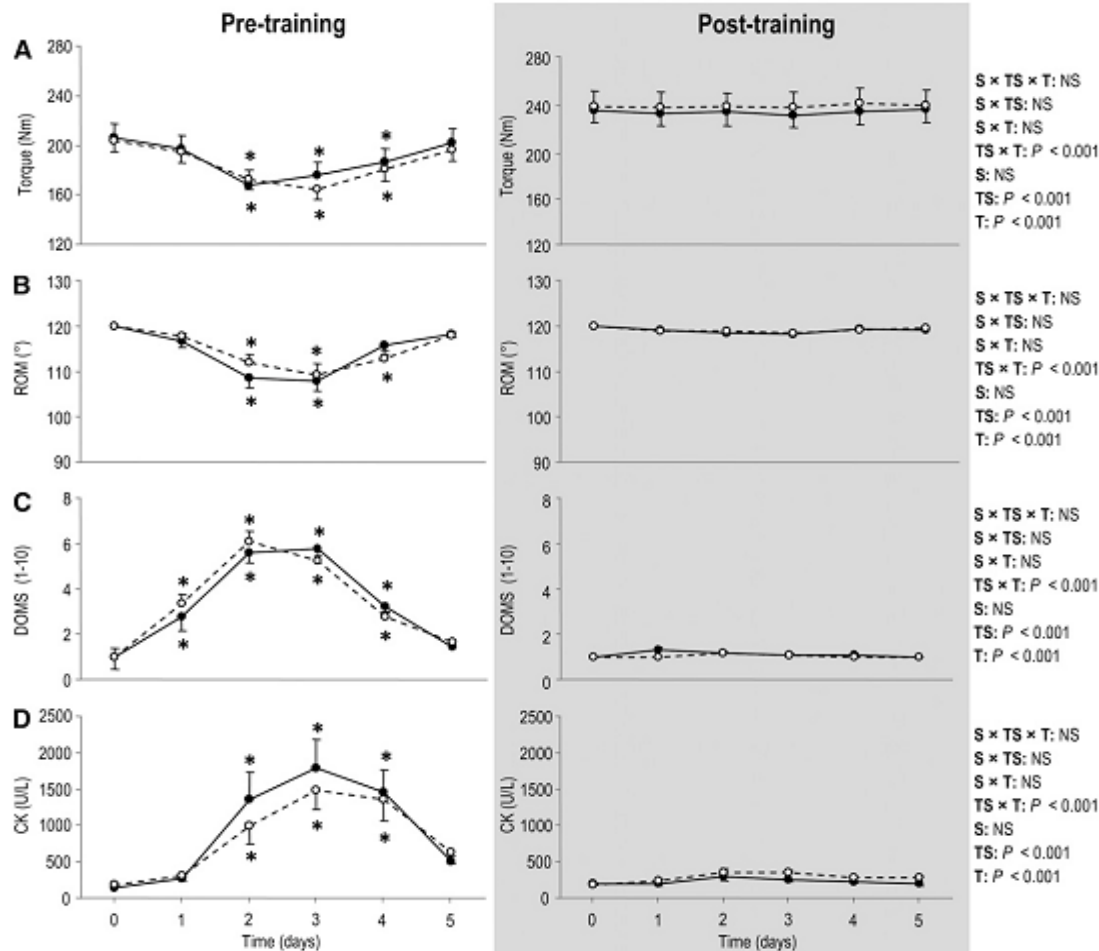 Pre-training
Post-training
A
280
240
200
160
120
Torque (Nm)
280
240
200
160
120
Torque (Nm)
S × TS × T: NS
S × TS: NS
S × T: NS
TS × T: P < 0.001
S: NS
TS: P < 0.001
T: P < 0.001
B
130
120
110
100
90
ROM (°)
130
120
110
100
90
ROM (°)
S × TS × T: NS
S × TS: NS
S × T: NS
TS × T: P < 0.001
S: NS
TS: P < 0.001
T: P < 0.001
C
8
6
4
2
0
DOMS (1-10)
8
6
4
2
0
DOMS (1-10)
S × TS × T: NS
S × TS: NS
S × T: NS
TS × T: P < 0.001
S: NS
TS: P < 0.001
T: P < 0.001
D
2500
2000
1500
1000
500
0
CK (U/L)
2500
2000
1500
1000
500
0
CK (U/L)
S × TS × T: NS
S × TS: NS
S × T: NS
TS × T: P < 0.001
S: NS
TS: P < 0.001
T: P < 0.001
0 1 2 3 4 5
Time (days)
0 1 2 3 4 5
Time (days)